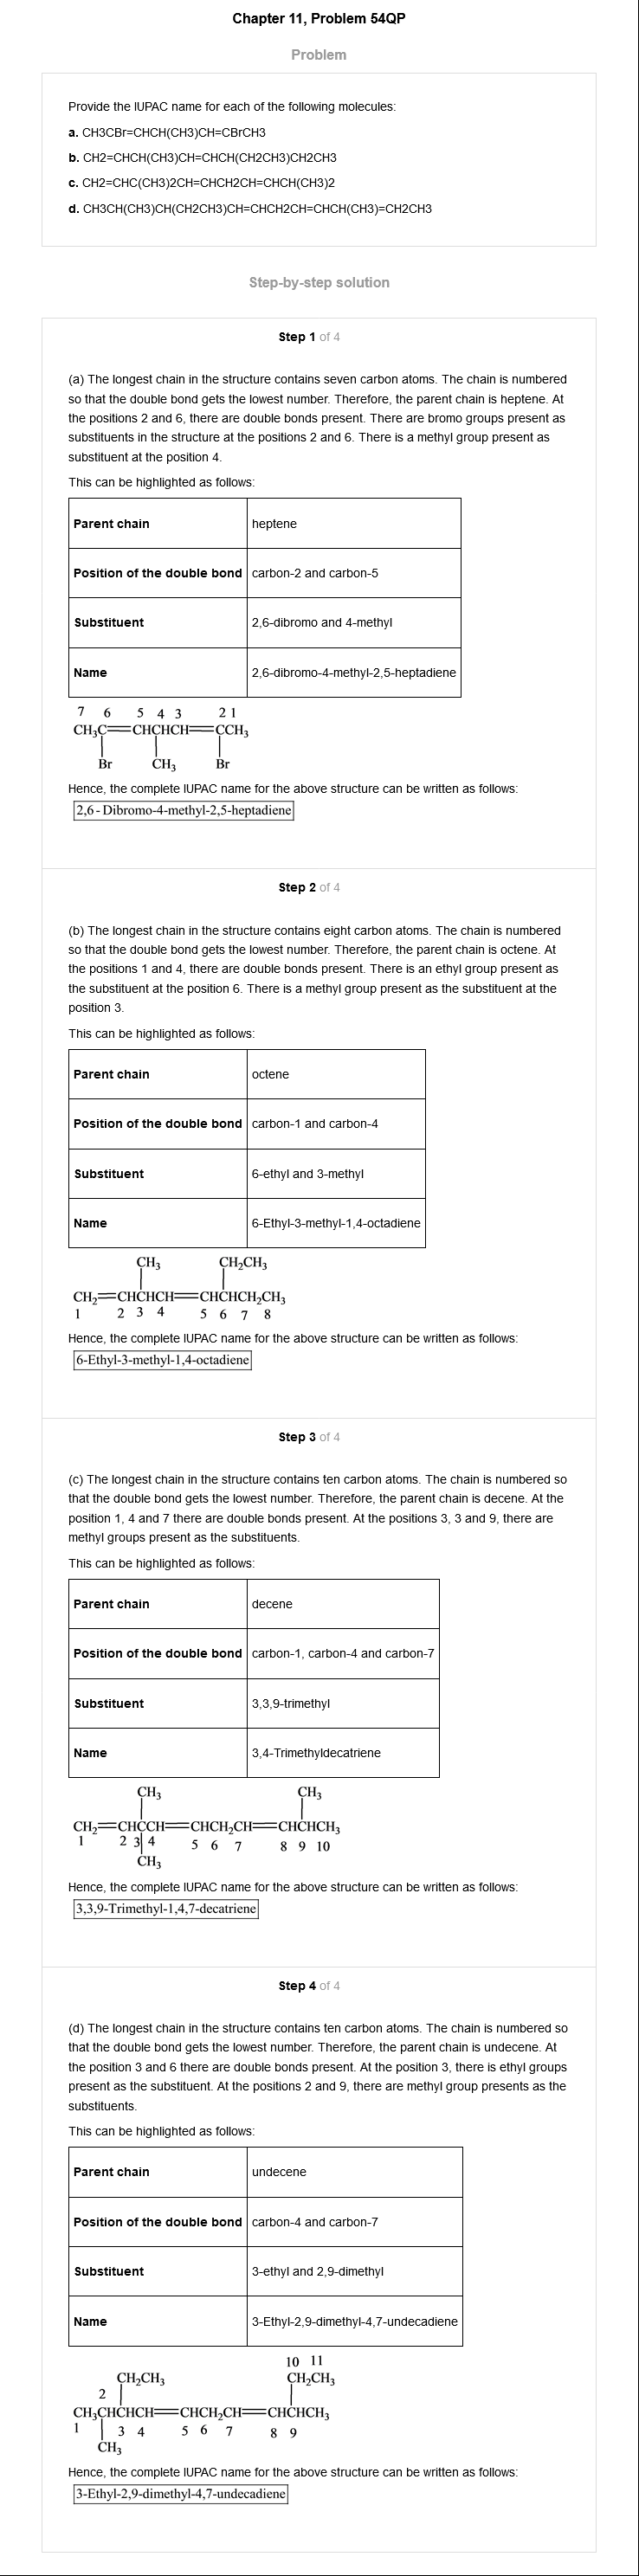 Chapter 11, Problem 54QP
Problem
Provide the IUPAC name for each of the following molecules:
a. CH3CBr=CHCH(CH3)CH=CBrCH3
b. CH2=CHCH(CH3)CH=CHCH(CH2CH3)CH2CH3
c. CH2=CHC(CH3)2CH=CHCH2CH=CHCH(CH3)2
d. CH3CH(CH3)CH(CH2CH3)CH=CHCH2CH=CHCH(CH3)=CH2CH3
Step-by-step solution
Step 1 of 4
(a) The longest chain in the structure contains seven carbon atoms. The chain is numbered
so that the double bond gets the lowest number. Therefore, the parent chain is heptene. At
the positions 2 and 6, there are double bonds present. There are bromo groups present as
substituents in the structure at the positions 2 and 6. There is a methyl group present as
substituent at the position 4.
This can be highlighted as follows:
Parent chain heptene
Position of the double bond carbon-2 and carbon-5
Substituent 2,6-dibromo and 4-methyl
Name 2,6-dibromo-4-methyl-2,5-heptadiene
7 6 5 4 3 2 1
CH₃C=CHCHCH=CCH₃
Br CH₃ Br
Hence, the complete IUPAC name for the above structure can be written as follows:
2,6 - Dibromo-4-methyl-2,5-heptadiene
Step 2 of 4
(b) The longest chain in the structure contains eight carbon atoms. The chain is numbered
so that the double bond gets the lowest number. Therefore, the parent chain is octene. At
the positions 1 and 4, there are double bonds present. There is an ethyl group present as
the substituent at the position 6. There is a methyl group present as the substituent at the
position 3.
This can be highlighted as follows:
Parent chain octene
Position of the double bond carbon-1 and carbon-4
Substituent 6-ethyl and 3-methyl
Name 6-Ethyl-3-methyl-1,4-octadiene
CH₃ CH₂CH₃
CH₂=CHCHCH=CHCHCH₂CH₃
1 2 3 4 5 6 7 8
Hence, the complete IUPAC name for the above structure can be written as follows:
6-Ethyl-3-methyl-1,4-octadiene
Step 3 of 4
(c) The longest chain in the structure contains ten carbon atoms. The chain is numbered so
that the double bond gets the lowest number. Therefore, the parent chain is decene. At the
position 1, 4 and 7 there are double bonds present. At the positions 3, 3 and 9, there are
methyl groups present as the substituents.
This can be highlighted as follows:
Parent chain decene
Position of the double bond carbon-1, carbon-4 and carbon-7
Substituent 3,3,9-trimethyl
Name 3,4-Trimethyldecatriene
CH₃ CH₃
CH₂=CHCCH=CHCH₂CH=CHCHCH₃
1 2 3 4 5 6 7 8 9 10
CH₃
Hence, the complete IUPAC name for the above structure can be written as follows:
3,3,9-Trimethyl-1,4,7-decatriene
Step 4 of 4
(d) The longest chain in the structure contains ten carbon atoms. The chain is numbered so
that the double bond gets the lowest number. Therefore, the parent chain is undecene. At
the position 3 and 6 there are double bonds present. At the position 3, there is ethyl groups
present as the substituent. At the positions 2 and 9, there are methyl group presents as the
substituents.
This can be highlighted as follows:
Parent chain undecene
Position of the double bond carbon-4 and carbon-7
Substituent 3-ethyl and 2,9-dimethyl
Name 3-Ethyl-2,9-dimethyl-4,7-undecadiene
10 11
CH₂CH₃ CH₂CH₃
2
CH₃CHCHCH=CHCH₂CH=CHCHCH₃
1 3 4 5 6 7 8 9
CH₃
Hence, the complete IUPAC name for the above structure can be written as follows:
3-Ethyl-2,9-dimethyl-4,7-undecadiene